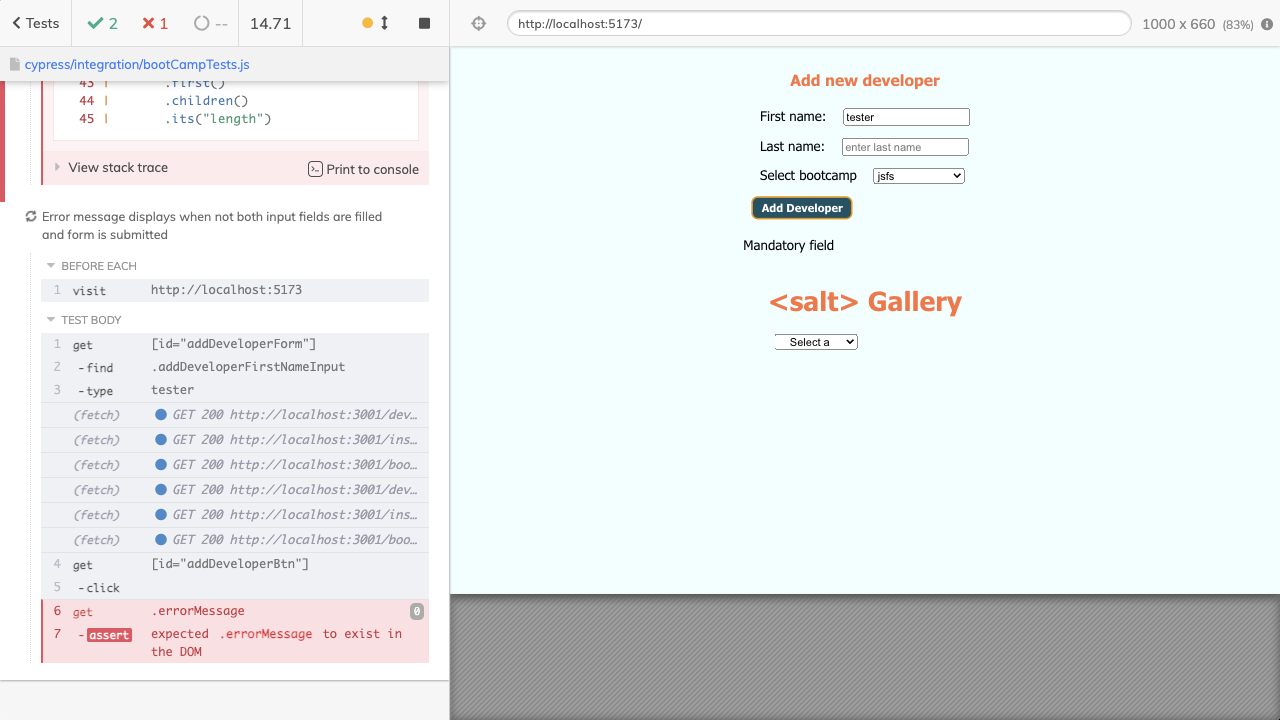 Tests
2
1
--
14.71
http://localhost:5173/
1000 x 660 (83%)
cypress/integration/bootCampTests.js
43 | .first()
44 | .children()
45 | .its("length")
View stack trace
Print to console
Error message displays when not both input fields are filled
and form is submitted
BEFORE EACH
1 visit http://localhost:5173
TEST BODY
1 get [id="addDeveloperForm"]
2 -find .addDeveloperFirstNameInput
3 -type tester
(fetch) GET 200 http://localhost:3001/dev…
(fetch) GET 200 http://localhost:3001/ins…
(fetch) GET 200 http://localhost:3001/boo…
(fetch) GET 200 http://localhost:3001/dev…
(fetch) GET 200 http://localhost:3001/ins…
(fetch) GET 200 http://localhost:3001/boo…
4 get [id="addDeveloperBtn"]
5 -click
6 get .errorMessage 0
7 -assert expected .errorMessage to exist in
the DOM
Add new developer
First name: tester
Last name: enter last name
Select bootcamp jsfs
Add Developer
Mandatory field
<salt> Gallery
Select a